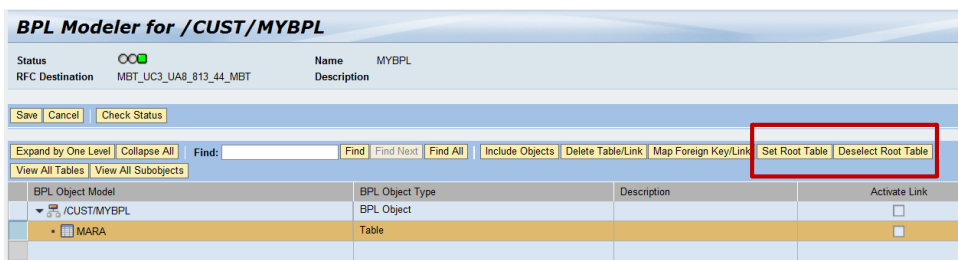 BPL Modeler for /CUST/MYBPL
Status Name MYBPL
RFC Destination MBT_UC3_UA8_813_44_MBT Description
Save Cancel Check Status
Expand by One Level Collapse All Find: Find Find Next Find All Include Objects Delete Table/Link Map Foreign Key/Link Set Root Table Deselect Root Table
View All Tables View All Subobjects
BPL Object Model BPL Object Type Description Activate Link
/CUST/MYBPL BPL Object
MARA Table